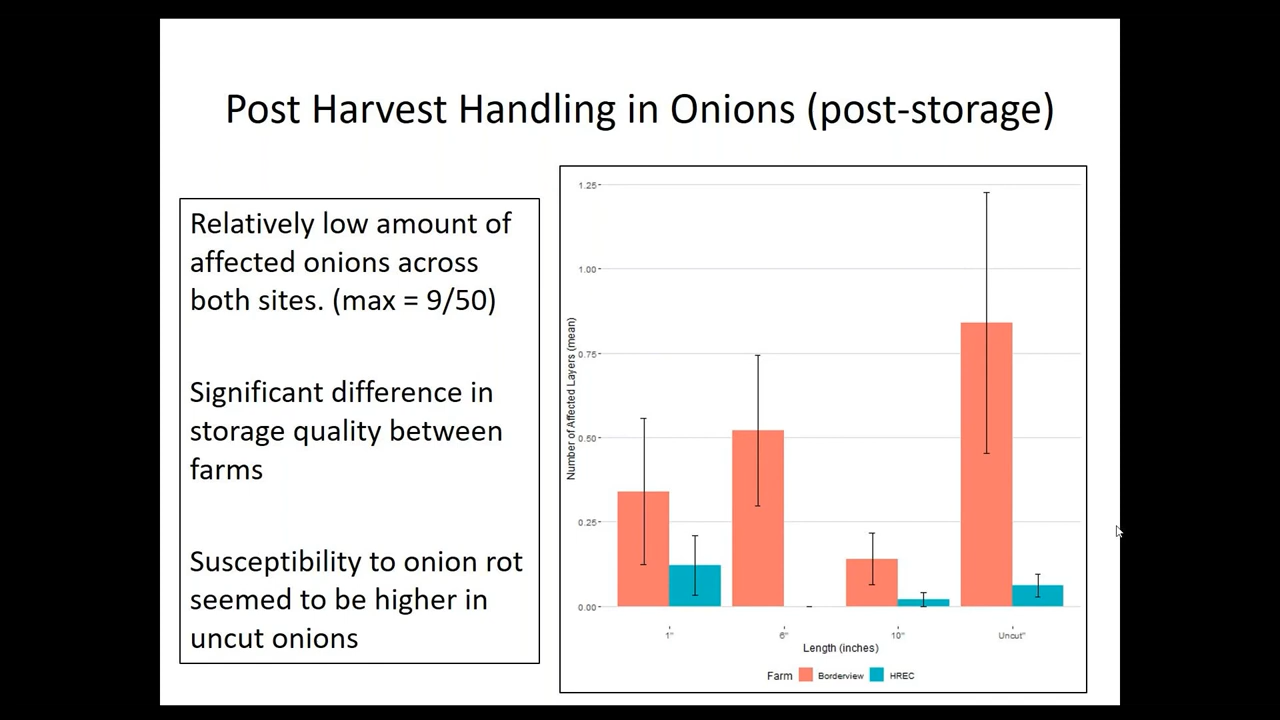 Post Harvest Handling in Onions (post-storage)
Relatively low amount of
affected onions across
both sites. (max = 9/50)
Significant difference in
storage quality between
farms
Susceptibility to onion rot
seemed to be higher in
uncut onions
Number of Affected Layers (mean)
1.25
1.00
0.75
0.50
0.25
0.00
1"
6"
10"
Uncut"
Length (inches)
Farm Borderview HREC